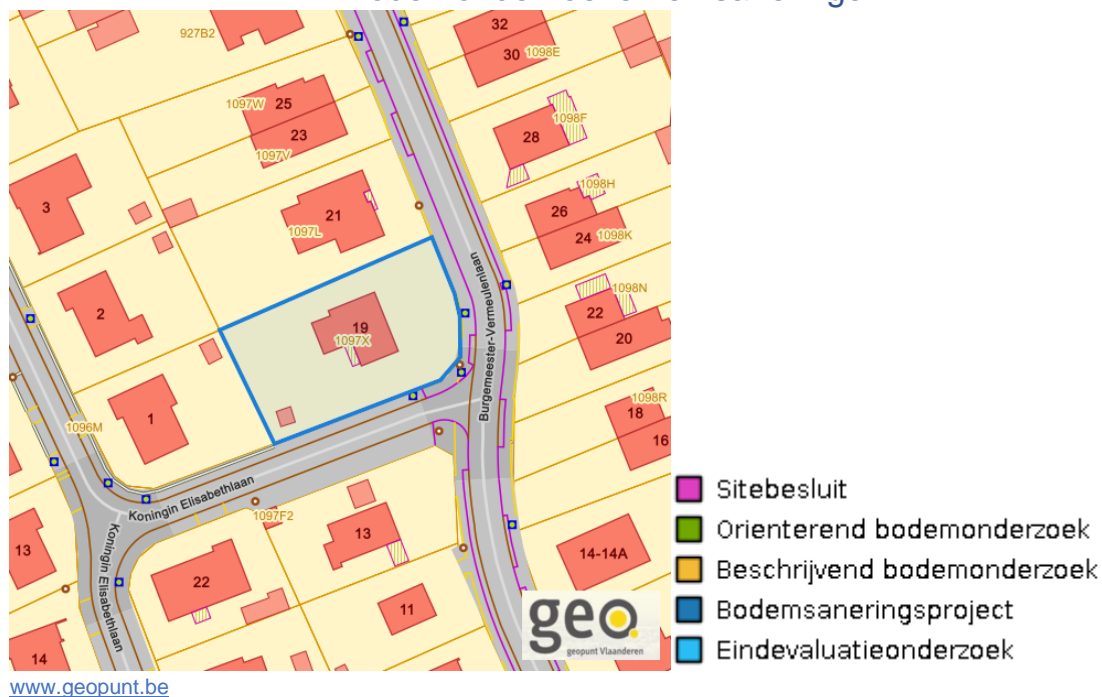 32
927B2
30 1098E
1097W 25
23
1097V
1098F
28
3
1098H
26
21
1097L
24 1098K
Burgemeester-Vermeulenlaan
1098N
2
19
1097X
22
20
1
1096M
1098R
18
16
Koningin Elisabethlaan
1097F2
Koningin Elisabethlaan
13
13
14-14A
22
11
14
geo.
geopunt Vlaanderen
Sitebesluit
Orienterend bodemonderzoek
Beschrijvend bodemonderzoek
Bodemsaneringsproject
Eindevaluatieonderzoek
www.geopunt.be